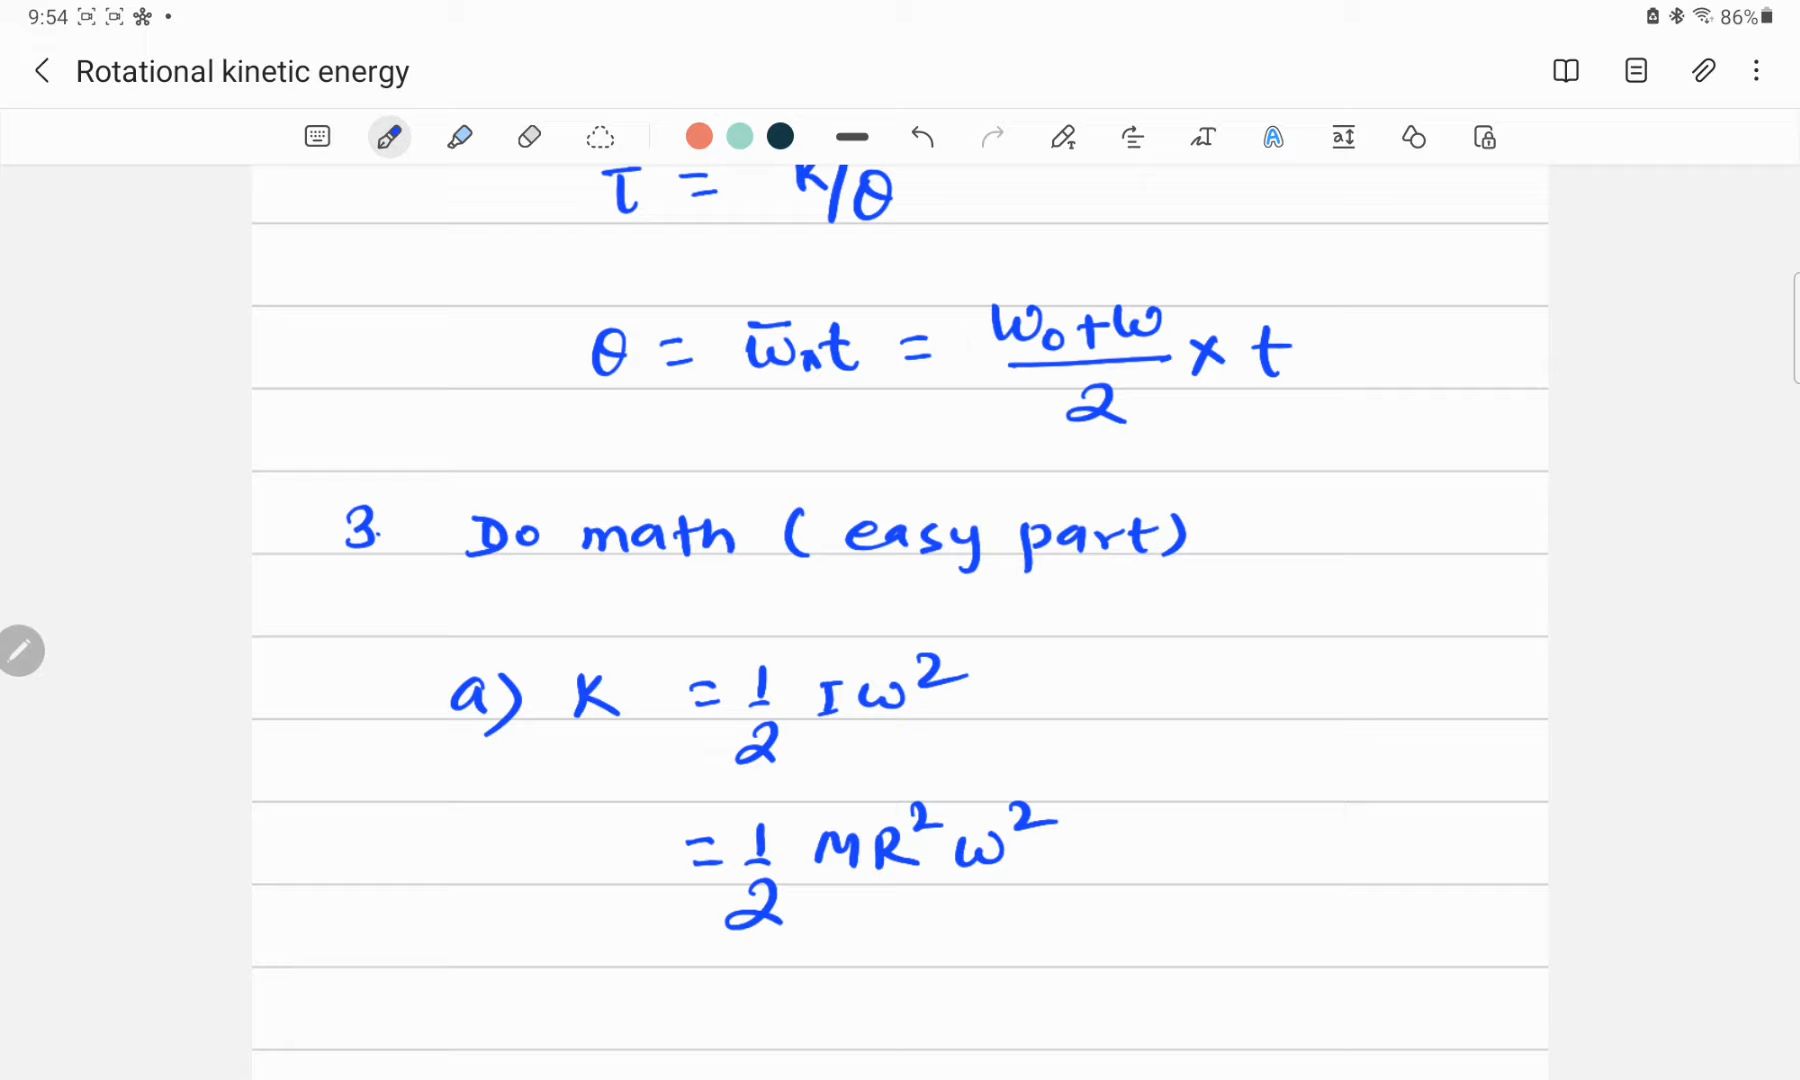 9:54
86%
Rotational kinetic energy
τ = K/θ
θ = ω̄ × t = (ω₀+ω)/2 × t
3. Do math (easy part)
a) K = 1/2 Iω²
= 1/2 MR²ω²